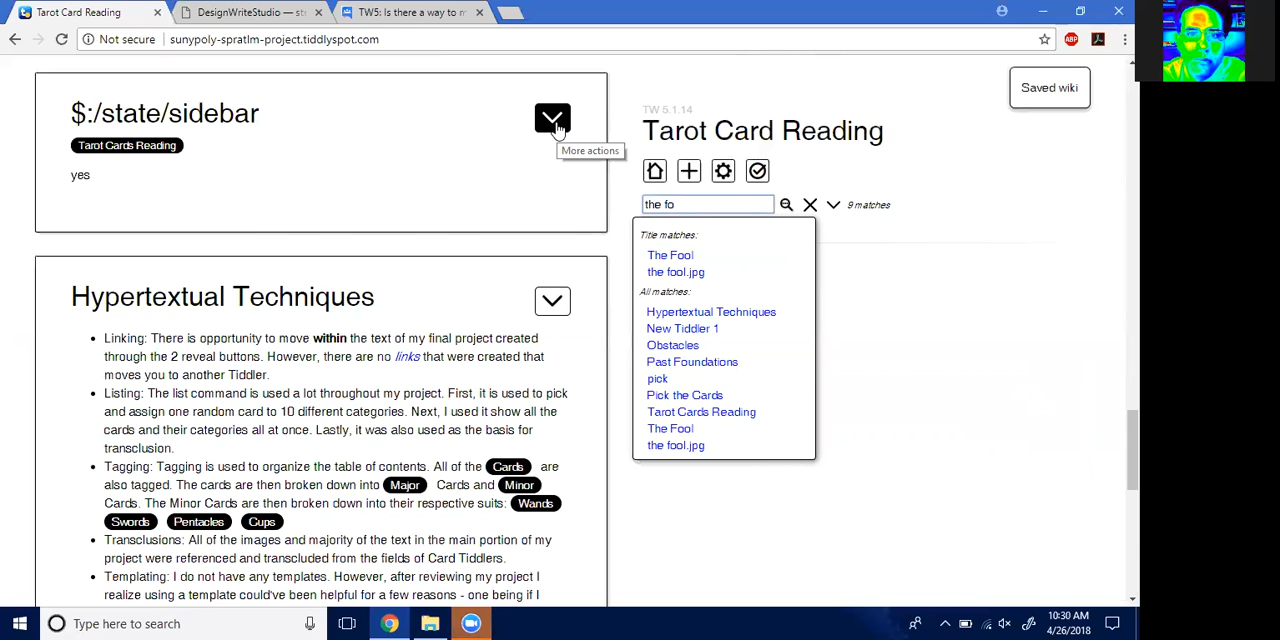 Tarot Card Reading
DesignWriteStudio — st
TW5: Is there a way to m
Not secure
sunypoly-spratlm-project.tiddlyspot.com
ABP
$:/state/sidebar
Tarot Cards Reading
More actions
yes
Hypertextual Techniques
Linking: There is opportunity to move within the text of my final project created
through the 2 reveal buttons. However, there are no links that were created that
moves you to another Tiddler.
Listing: The list command is used a lot throughout my project. First, it is used to pick
and assign one random card to 10 different categories. Next, I used it show all the
cards and their categories all at once. Lastly, it was also used as the basis for
transclusion.
Tagging: Tagging is used to organize the table of contents. All of the Cards are
also tagged. The cards are then broken down into Major Cards and Minor
Cards. The Minor Cards are then broken down into their respective suits: Wands
Swords Pentacles Cups
Transclusions: All of the images and majority of the text in the main portion of my
project were referenced and transcluded from the fields of Card Tiddlers.
Templating: I do not have any templates. However, after reviewing my project I
realize using a template could've been helpful for a few reasons - one being if I
Saved wiki
TW 5.1.14
Tarot Card Reading
the fo
9 matches
Title matches:
The Fool
the fool.jpg
All matches:
Hypertextual Techniques
New Tiddler 1
Obstacles
Past Foundations
pick
Pick the Cards
Tarot Cards Reading
The Fool
the fool.jpg
Type here to search
10:30 AM
4/26/2018